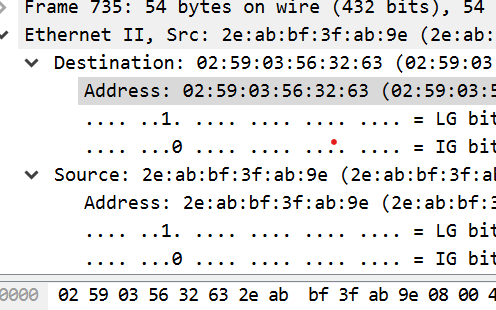 Frame 735: 54 bytes on wire (432 bits), 54
Ethernet II, Src: 2e:ab:bf:3f:ab:9e (2e:ab:
Destination: 02:59:03:56:32:63 (02:59:03
Address: 02:59:03:56:32:63 (02:59:03:5
.... ..1. .... .... .... .... = LG bit
.... ...0 .... .... .... .... = IG bit
Source: 2e:ab:bf:3f:ab:9e (2e:ab:bf:3f:ab
Address: 2e:ab:bf:3f:ab:9e (2e:ab:bf:3
.... ..1. .... .... .... .... = LG bit
.... ...0 .... .... .... .... = IG bit
0000 02 59 03 56 32 63 2e ab bf 3f ab 9e 08 00 4